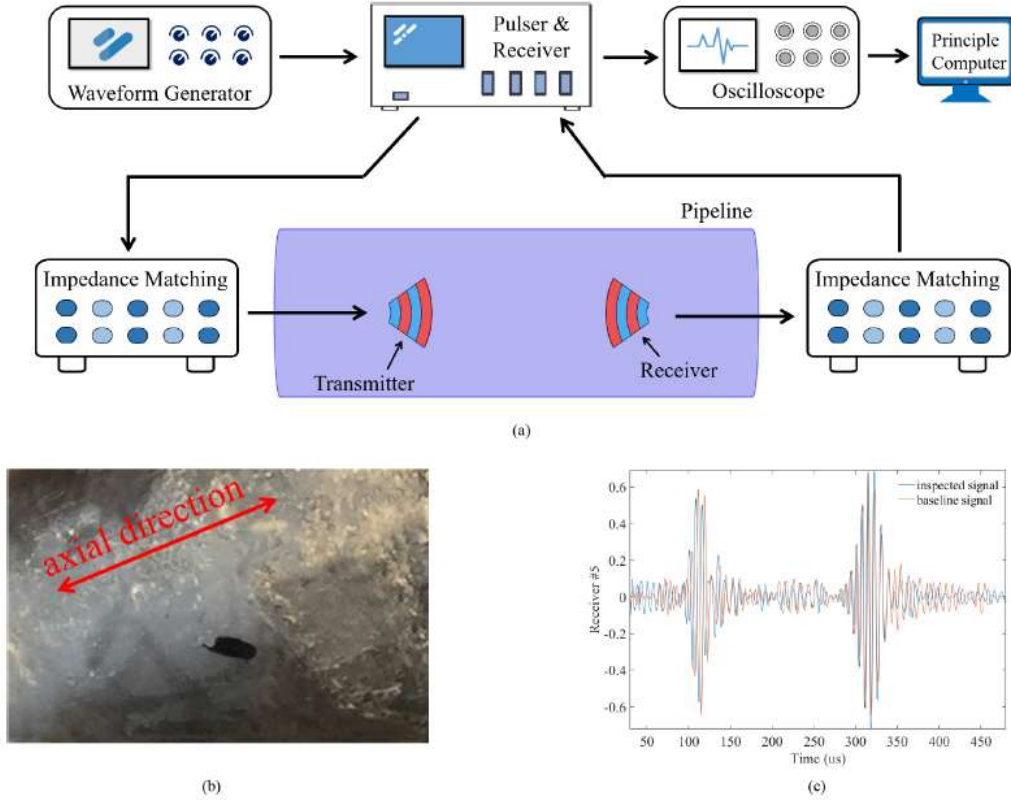 Waveform Generator
Pulser &
Receiver
Oscilloscope
Principle
Computer
Pipeline
Impedance Matching
Transmitter
Receiver
Impedance Matching
(a)
axial direction
(b)
inspected signal
baseline signal
Receiver #5
0.6
0.4
0.2
0
-0.2
-0.4
-0.6
50
100
150
200
250
300
350
400
450
Time (us)
(c)